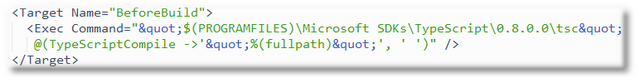 <Target Name="BeforeBuild">
<Exec Command="&quot;$(PROGRAMFILES)\Microsoft SDKs\TypeScript\0.8.0.0\tsc&quot;
@(TypeScriptCompile ->'&quot;%(fullpath)&quot;', ' ')" />
</Target>